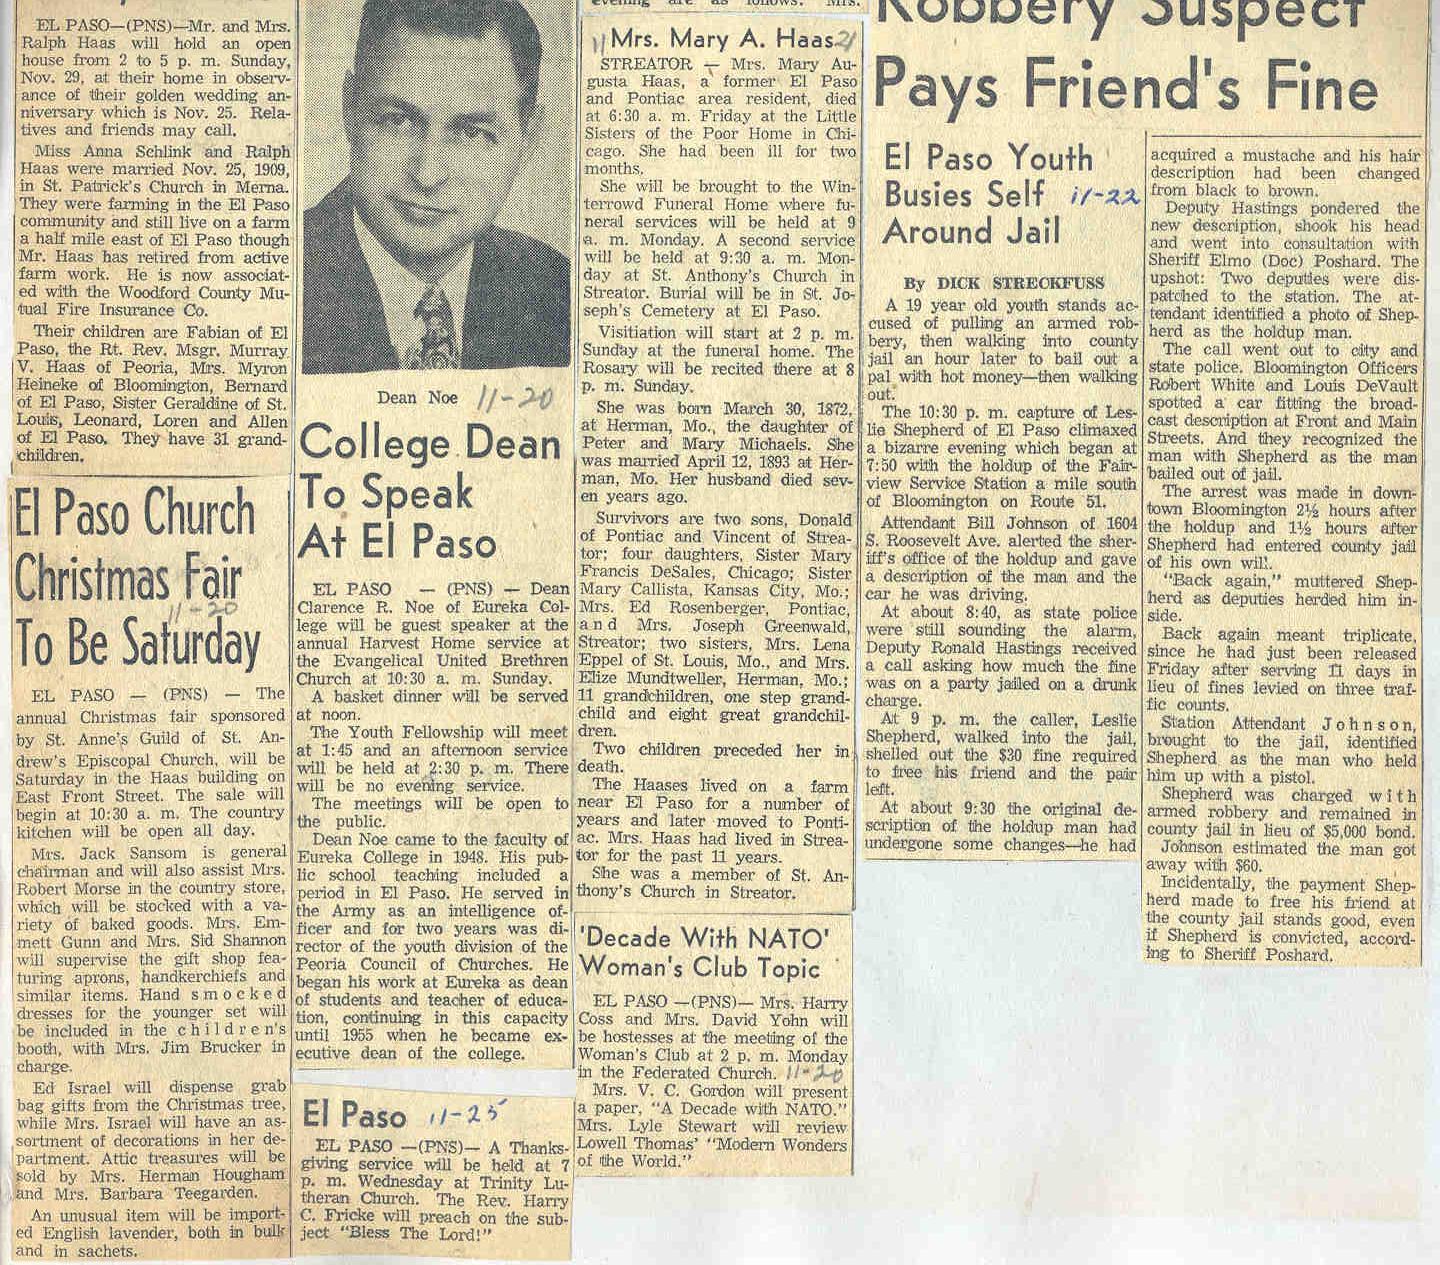 EL PASO—(PNS)—Mr. and Mrs.
Ralph Haas will hold an open
house from 2 to 5 p. m. Sunday,
Nov. 29, at their home in observ-
ance of their golden wedding an-
niversary which is Nov. 25. Rela-
tives and friends may call.
Miss Anna Schlink and Ralph
Haas were married Nov. 25, 1909,
in St. Patrick's Church in Merna.
They were farming in the El Paso
community and still live on a farm
a half mile east of El Paso though
Mr. Haas has retired from active
farm work. He is now associat-
ed with the Woodford County Mu-
tual Fire Insurance Co.
Their children are Fabian of El
Paso, the Rt. Rev. Msgr. Murray
V. Haas of Peoria, Mrs. Myron
Heineke of Bloomington, Bernard
of El Paso, Sister Geraldine of St.
Louis, Leonard, Loren and Allen
of El Paso. They have 31 grand-
children.
El Paso Church
Christmas Fair
11-20
To Be Saturday
EL PASO — (PNS) — The
annual Christmas fair sponsored
by St. Anne's Guild of St. An-
drew's Episcopal Church, will be
Saturday in the Haas building on
East Front Street. The sale will
begin at 10:30 a. m. The country
kitchen will be open all day.
Mrs. Jack Sansom is general
chairman and will also assist Mrs.
Robert Morse in the country store,
which will be stocked with a va-
riety of baked goods. Mrs. Em-
mett Gunn and Mrs. Sid Shannon
will supervise the gift shop fea-
turing aprons, handkerchiefs and
similar items. Hand smocked
dresses for the younger set will
be included in the children's
booth, with Mrs. Jim Brucker in
charge.
Ed Israel will dispense grab
bag gifts from the Christmas tree,
while Mrs. Israel will have an as-
sortment of decorations in her de-
partment. Attic treasures will be
sold by Mrs. Herman Hougham
and Mrs. Barbara Teegarden.
An unusual item will be import-
ed English lavender, both in bulk
and in sachets.
Dean Noe 11-20
College Dean
To Speak
At El Paso
EL PASO — (PNS) — Dean
Clarence R. Noe of Eureka Col-
lege will be guest speaker at the
annual Harvest Home service at
the Evangelical United Brethren
Church at 10:30 a. m. Sunday.
A basket dinner will be served
at noon.
The Youth Fellowship will meet
at 1:45 and an afternoon service
will be held at 2:30 p. m. There
will be no evening service.
The meetings will be open to
the public.
Dean Noe came to the faculty of
Eureka College in 1948. His pub-
lic school teaching included a
period in El Paso. He served in
the Army as an intelligence of-
ficer and for two years was di-
rector of the youth division of the
Peoria Council of Churches. He
began his work at Eureka as dean
of students and teacher of educa-
tion, continuing in this capacity
until 1955 when he became ex-
ecutive dean of the college.
El Paso 11-25
EL PASO —(PNS)— A Thanks-
giving service will be held at 7
p. m. Wednesday at Trinity Lu-
theran Church. The Rev. Harry
C. Fricke will preach on the sub-
ject "Bless The Lord!"
evening are as follows: Mrs.
11 Mrs. Mary A. Haas 21
STREATOR — Mrs. Mary Au-
gusta Haas, a former El Paso
and Pontiac area resident, died
at 6:30 a. m. Friday at the Little
Sisters of the Poor Home in Chi-
cago. She had been ill for two
months.
She will be brought to the Win-
terrowd Funeral Home where fu-
neral services will be held at 9
a. m. Monday. A second service
will be held at 9:30 a. m. Mon-
day at St. Anthony's Church in
Streator. Burial will be in St. Jo-
seph's Cemetery at El Paso.
Visitiation will start at 2 p. m.
Sunday at the funeral home. The
Rosary will be recited there at 8
p. m. Sunday.
She was born March 30, 1872,
at Herman, Mo., the daughter of
Peter and Mary Michaels. She
was married April 12, 1893 at Her-
man, Mo. Her husband died sev-
en years ago.
Survivors are two sons, Donald
of Pontiac and Vincent of Strea-
tor; four daughters, Sister Mary
Francis DeSales, Chicago; Sister
Mary Callista, Kansas City, Mo.;
Mrs. Ed Rosenberger, Pontiac,
and Mrs. Joseph Greenwald,
Streator; two sisters, Mrs. Lena
Eppel of St. Louis, Mo., and Mrs.
Elize Mundtweller, Herman, Mo.;
11 grandchildren, one step grand-
child and eight great grandchil-
dren.
Two children preceded her in
death.
The Haases lived on a farm
near El Paso for a number of
years and later moved to Ponti-
ac. Mrs. Haas had lived in Strea-
tor for the past 11 years.
She was a member of St. An-
thony's Church in Streator.
'Decade With NATO'
Woman's Club Topic
EL PASO —(PNS)— Mrs. Harry
Coss and Mrs. David Yohn will
be hostesses at the meeting of the
Woman's Club at 2 p. m. Monday
in the Federated Church. 11-20
Mrs. V. C. Gordon will present
a paper, "A Decade with NATO."
Mrs. Lyle Stewart will review
Lowell Thomas' "Modern Wonders
of the World."
Robbery Suspect
Pays Friend's Fine
El Paso Youth
Busies Self 11-22
Around Jail
By DICK STRECKFUSS
A 19 year old youth stands ac-
cused of pulling an armed rob-
bery, then walking into county
jail an hour later to bail out a
pal with hot money—then walking
out.
The 10:30 p. m. capture of Les-
lie Shepherd of El Paso climaxed
a bizarre evening which began at
7:50 with the holdup of the Fair-
view Service Station a mile south
of Bloomington on Route 51.
Attendant Bill Johnson of 1604
S. Roosevelt Ave. alerted the sher-
iff's office of the holdup and gave
a description of the man and the
car he was driving.
At about 8:40, as state police
were still sounding the alarm,
Deputy Ronald Hastings received
a call asking how much the fine
was on a party jailed on a drunk
charge.
At 9 p. m. the caller, Leslie
Shepherd, walked into the jail,
shelled out the $30 fine required
to free his friend and the pair
left.
At about 9:30 the original de-
scription of the holdup man had
undergone some changes—he had
acquired a mustache and his hair
description had been changed
from black to brown.
Deputy Hastings pondered the
new description, shook his head
and went into consultation with
Sheriff Elmo (Doc) Poshard. The
upshot: Two deputies were dis-
patched to the station. The at-
tendant identified a photo of Shep-
herd as the holdup man.
The call went out to city and
state police. Bloomington Officers
Robert White and Louis DeVault
spotted a car fitting the broad-
cast description at Front and Main
Streets. And they recognized the
man with Shepherd as the man
bailed out of jail.
The arrest was made in down-
town Bloomington 2½ hours after
the holdup and 1½ hours after
Shepherd had entered county jail
of his own will.
"Back again," muttered Shep-
herd as deputies herded him in-
side.
Back again meant triplicate,
since he had just been released
Friday after serving 11 days in
lieu of fines levied on three traf-
fic counts.
Station Attendant Johnson,
brought to the jail, identified
Shepherd as the man who held
him up with a pistol.
Shepherd was charged with
armed robbery and remained in
county jail in lieu of $5,000 bond.
Johnson estimated the man got
away with $60.
Incidentally, the payment Shep-
herd made to free his friend at
the county jail stands good, even
if Shepherd is convicted, accord-
ing to Sheriff Poshard.